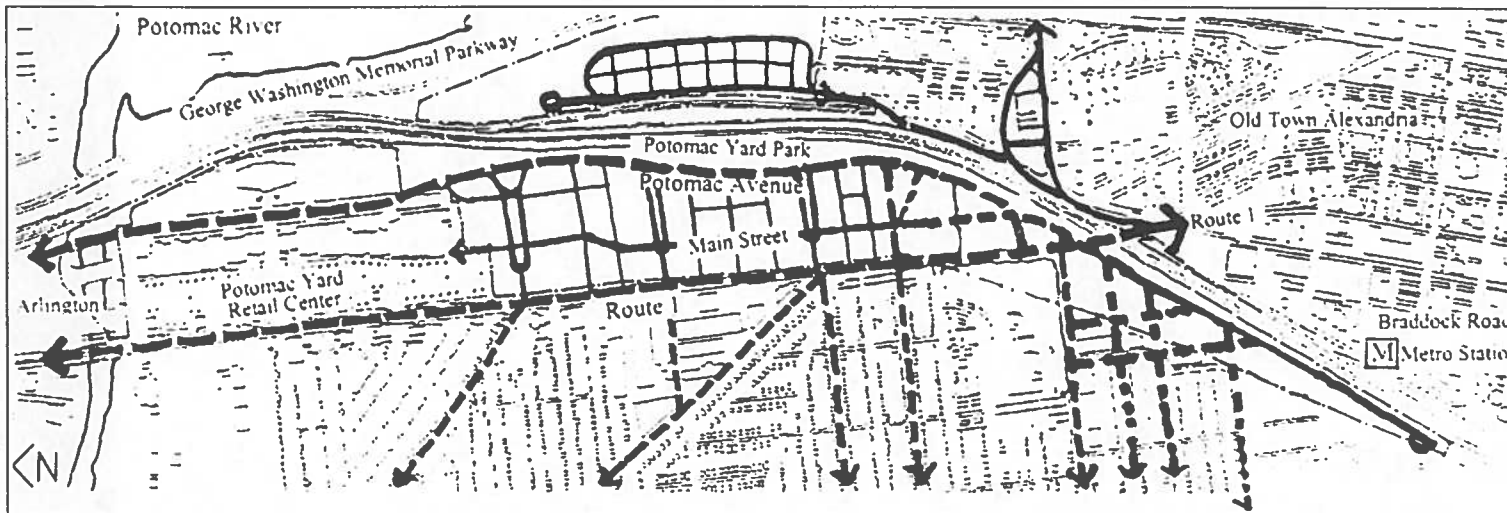 Potomac River
George Washington Memorial Parkway
Old Town Alexandria
Potomac Yard Park
Potomac Avenue
Route 1
Main Street
Arlington
Potomac Yard
Retail Center
Route 1
Braddock Road
M Metro Statio
N